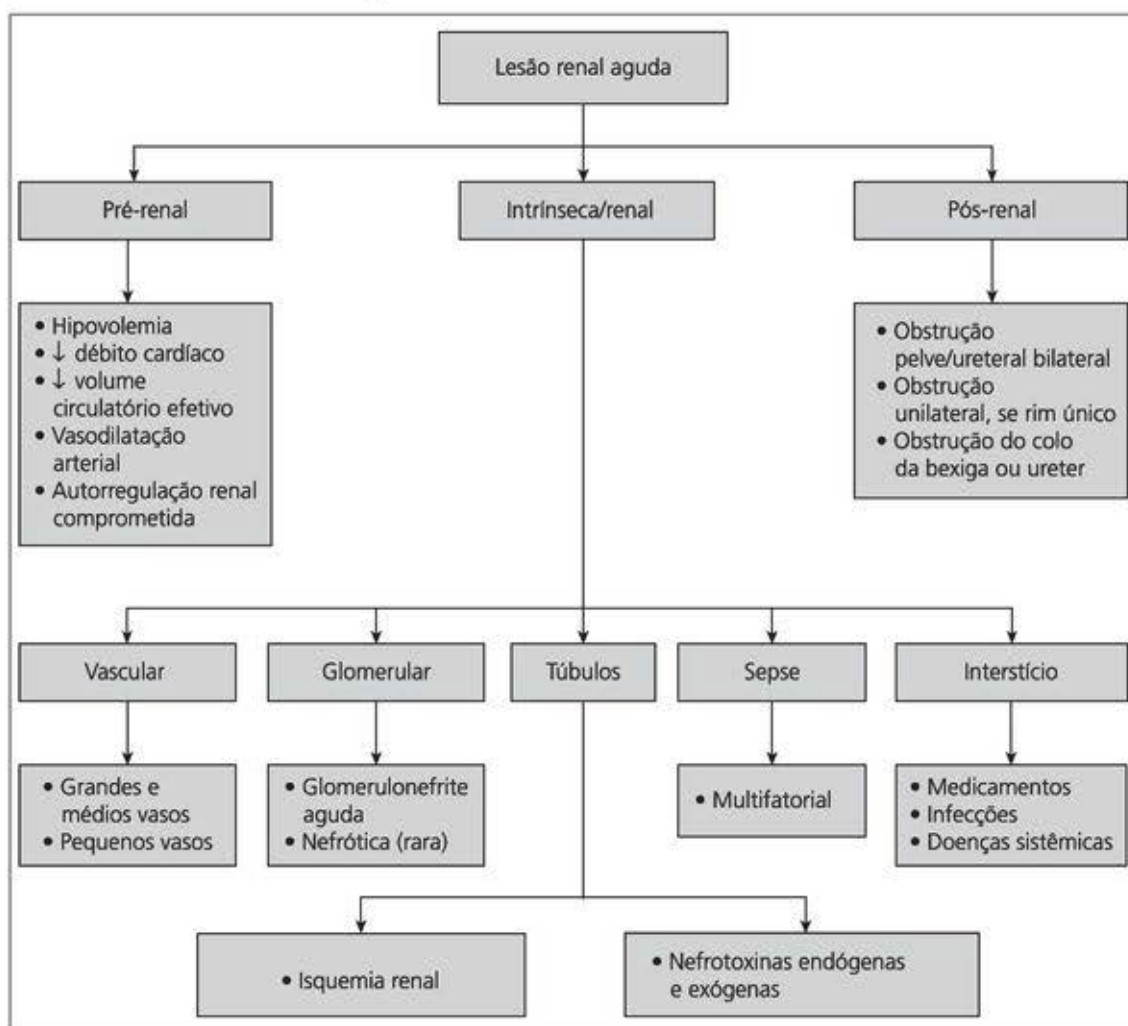 Lesão renal aguda
Pré-renal
Intrínseca/renal
Pós-renal
• Hipovolemia
• ↓ débito cardíaco
• ↓ volume
circulatório efetivo
• Vasodilatação
arterial
• Autorregulação renal
comprometida
• Obstrução
pelve/ureteral bilateral
• Obstrução
unilateral, se rim único
• Obstrução do colo
da bexiga ou ureter
Vascular
Glomerular
Túbulos
Sepse
Interstício
• Grandes e
médios vasos
• Pequenos vasos
• Glomerulonefrite
aguda
• Nefrótica (rara)
• Multifatorial
• Medicamentos
• Infecções
• Doenças sistêmicas
• Isquemia renal
• Nefrotoxinas endógenas
e exógenas